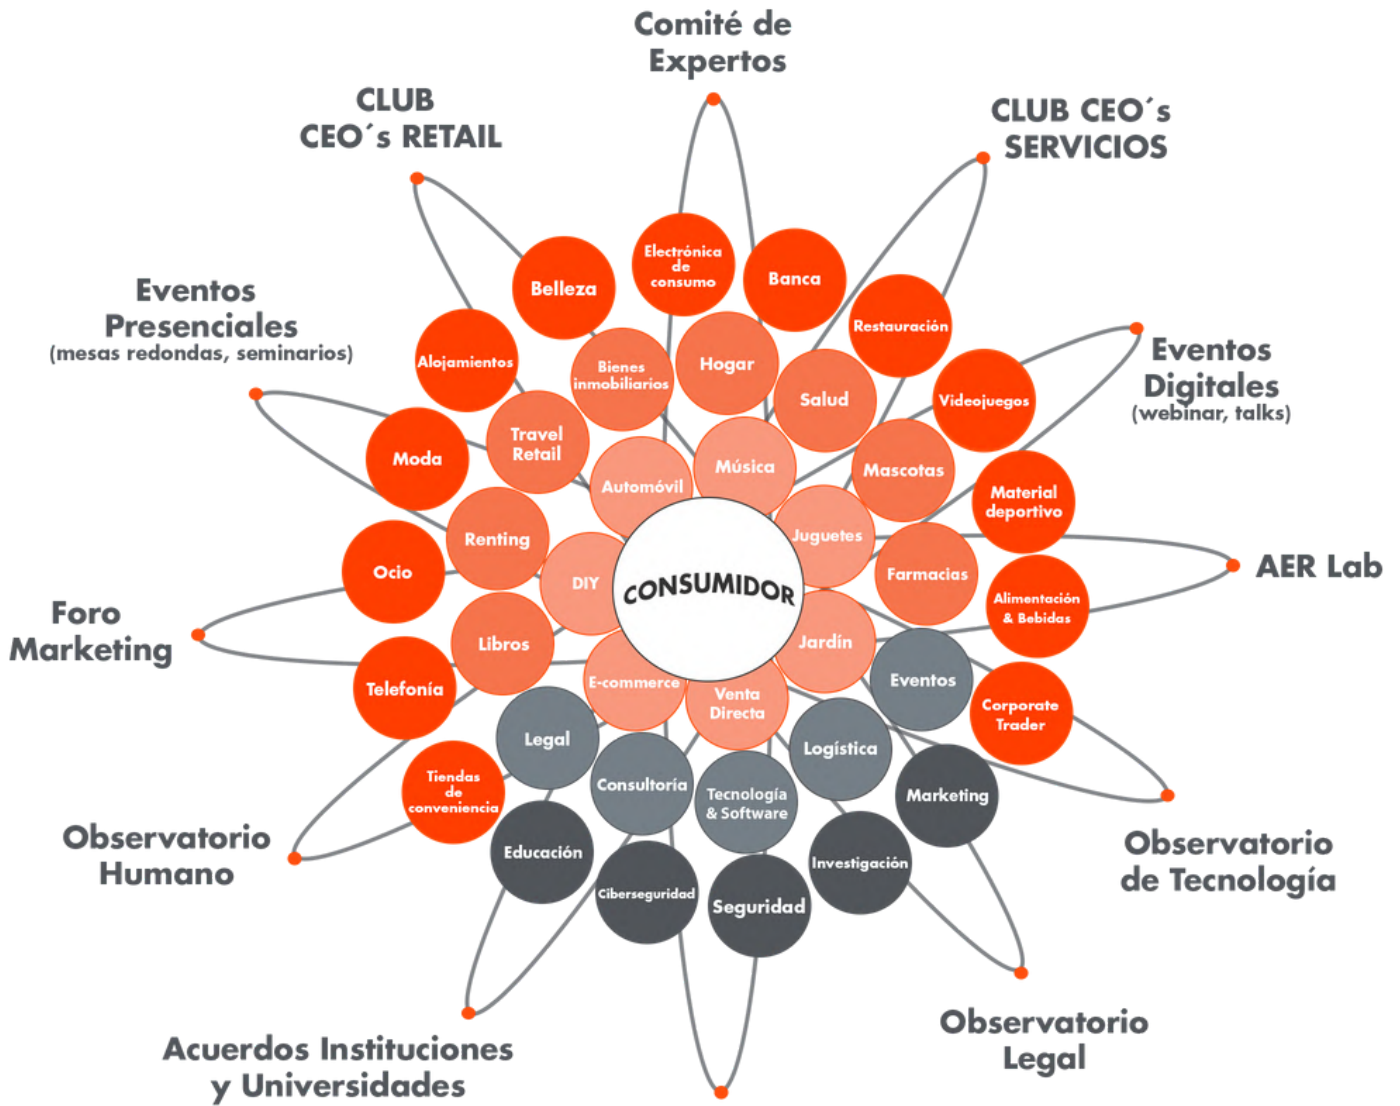 Comité de
Expertos
CLUB
CEO´s RETAIL
CLUB CEO´s
SERVICIOS
Eventos
Presenciales
(mesas redondas, seminarios)
Eventos
Digitales
(webinar, talks)
Electrónica
de
consumo
Banca
Belleza
Restauración
Alojamientos
Bienes
inmobiliarios
Hogar
Salud
Videojuegos
Moda
Travel
Retail
Automóvil
Música
Mascotas
Material
deportivo
Ocio
Renting
DIY
CONSUMIDOR
Juguetes
Farmacias
Alimentación
& Bebidas
AER Lab
Foro
Marketing
Libros
E-commerce
Venta
Directa
Jardín
Eventos
Corporate
Trader
Telefonía
Legal
Consultoría
Tecnología
& Software
Logística
Marketing
Tiendas
de
conveniencia
Educación
Ciberseguridad
Seguridad
Investigación
Observatorio
Humano
Observatorio
de Tecnología
Acuerdos Instituciones
y Universidades
Observatorio
Legal